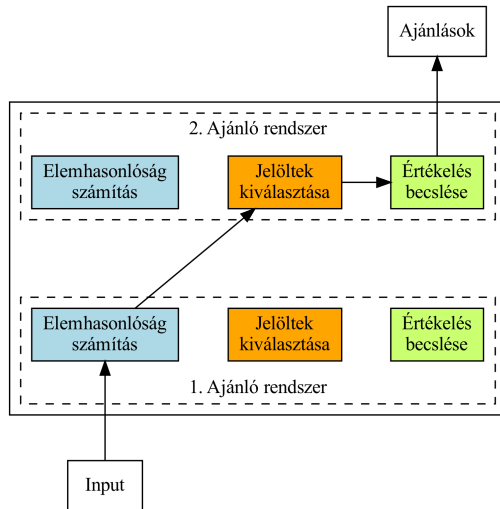 Ajánlások
2. Ajánló rendszer
Elemhasonlóság
számítás
Jelöltek
kiválasztása
Értékelés
becslése
Elemhasonlóság
számítás
Jelöltek
kiválasztása
Értékelés
becslése
1. Ajánló rendszer
Input